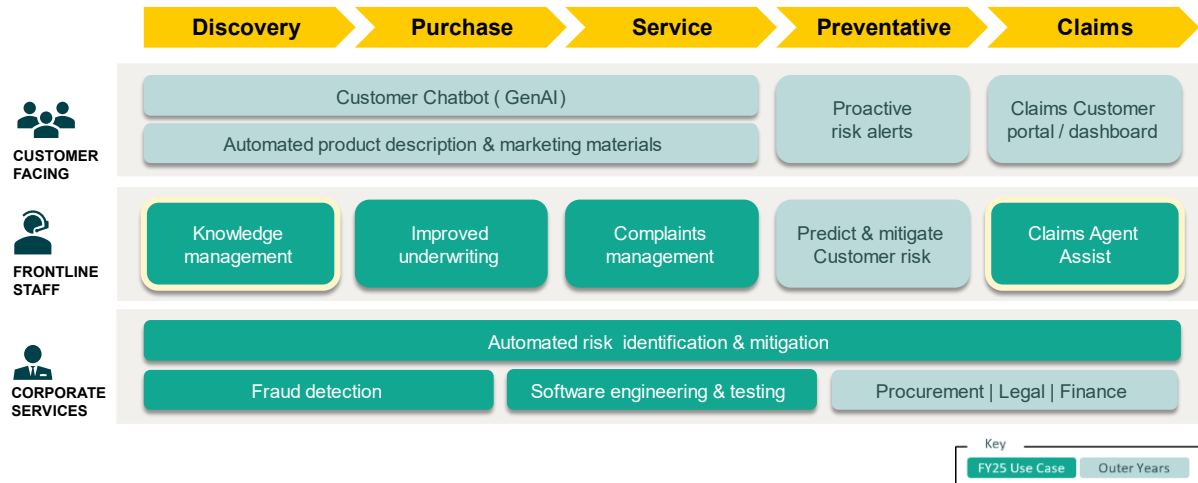 Discovery
Purchase
Service
Preventative
Claims
CUSTOMER
FACING
Customer Chatbot ( GenAI)
Automated product description & marketing materials
Proactive
risk alerts
Claims Customer
portal / dashboard
FRONTLINE
STAFF
Knowledge
management
Improved
underwriting
Complaints
management
Predict & mitigate
Customer risk
Claims Agent
Assist
CORPORATE
SERVICES
Automated risk identification & mitigation
Fraud detection
Software engineering & testing
Procurement | Legal | Finance
Key
FY25 Use Case
Outer Years